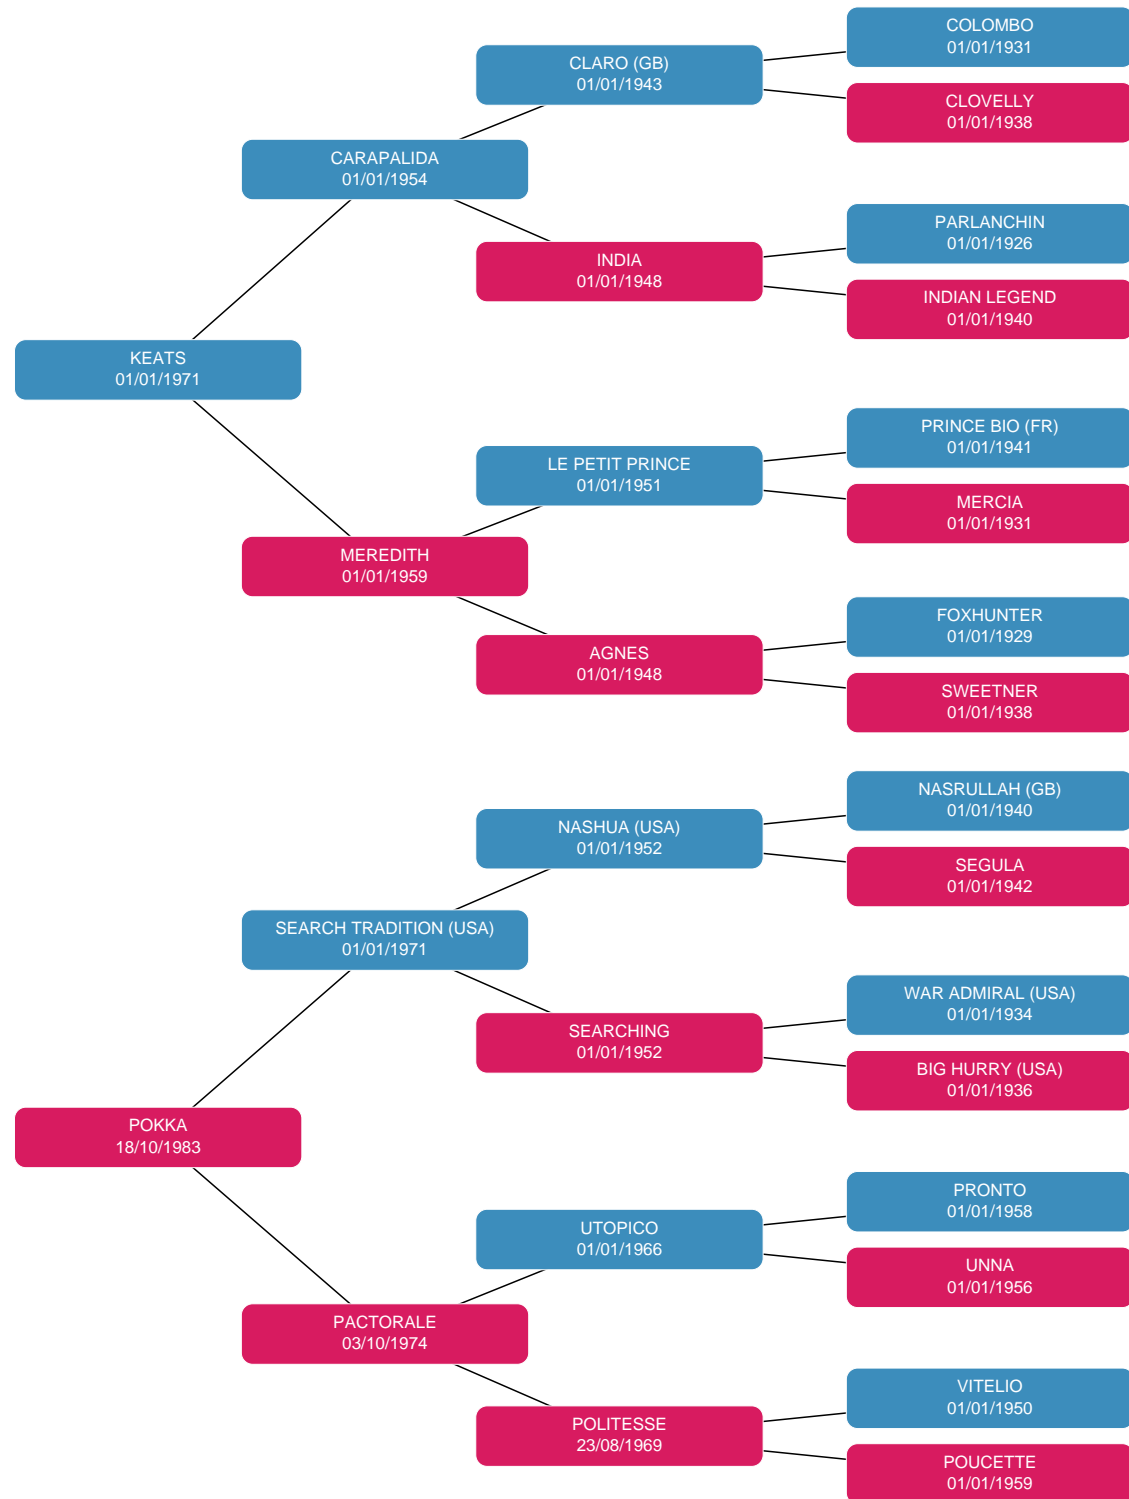 COLOMBO
01/01/1931
CLARO (GB)
01/01/1943
CLOVELLY
01/01/1938
CARAPALIDA
01/01/1954
PARLANCHIN
01/01/1926
INDIA
01/01/1948
INDIAN LEGEND
01/01/1940
KEATS
01/01/1971
PRINCE BIO (FR)
01/01/1941
LE PETIT PRINCE
01/01/1951
MERCIA
01/01/1931
MEREDITH
01/01/1959
FOXHUNTER
01/01/1929
AGNES
01/01/1948
SWEETNER
01/01/1938
NASRULLAH (GB)
01/01/1940
NASHUA (USA)
01/01/1952
SEGULA
01/01/1942
SEARCH TRADITION (USA)
01/01/1971
WAR ADMIRAL (USA)
01/01/1934
SEARCHING
01/01/1952
BIG HURRY (USA)
01/01/1936
POKKA
18/10/1983
PRONTO
01/01/1958
UTOPICO
01/01/1966
UNNA
01/01/1956
PACTORALE
03/10/1974
VITELIO
01/01/1950
POLITESSE
23/08/1969
POUCETTE
01/01/1959